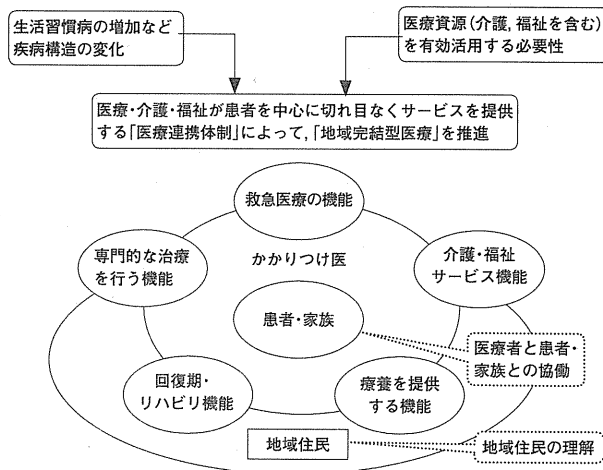 生活習慣病の増加など
疾病構造の変化
医療資源(介護,福祉を含む)
を有効活用する必要性
医療・介護・福祉が患者を中心に切れ目なくサービスを提供
する「医療連携体制」によって,「地域完結型医療」を推進
救急医療の機能
専門的な治療
を行う機能
かかりつけ医
介護・福祉
サービス機能
患者・家族
医療者と患者・
家族との協働
回復期・
リハビリ機能
療養を提供
する機能
地域住民
地域住民の理解